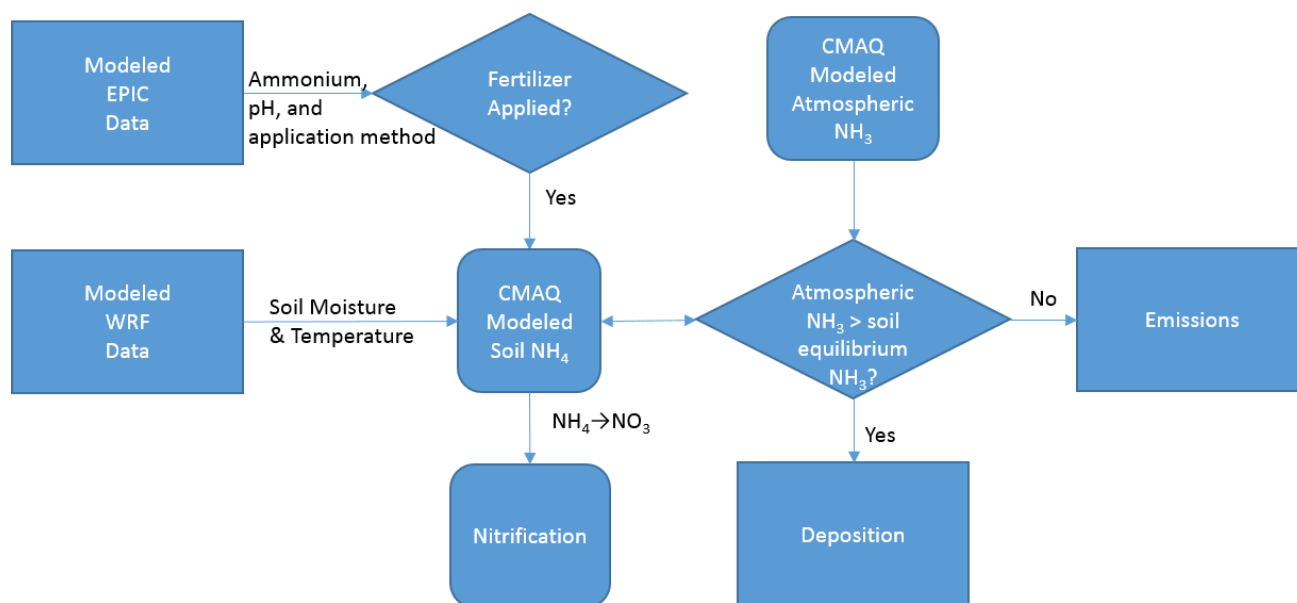 Modeled
EPIC
Data
Ammonium,
pH, and
application method
Fertilizer
Applied?
CMAQ
Modeled
Atmospheric
NH₃
Yes
Modeled
WRF
Data
Soil Moisture
& Temperature
CMAQ
Modeled
Soil NH₄
Atmospheric
NH₃ > soil
equilibrium
NH₃?
No
Emissions
NH₄→NO₃
Yes
Nitrification
Deposition